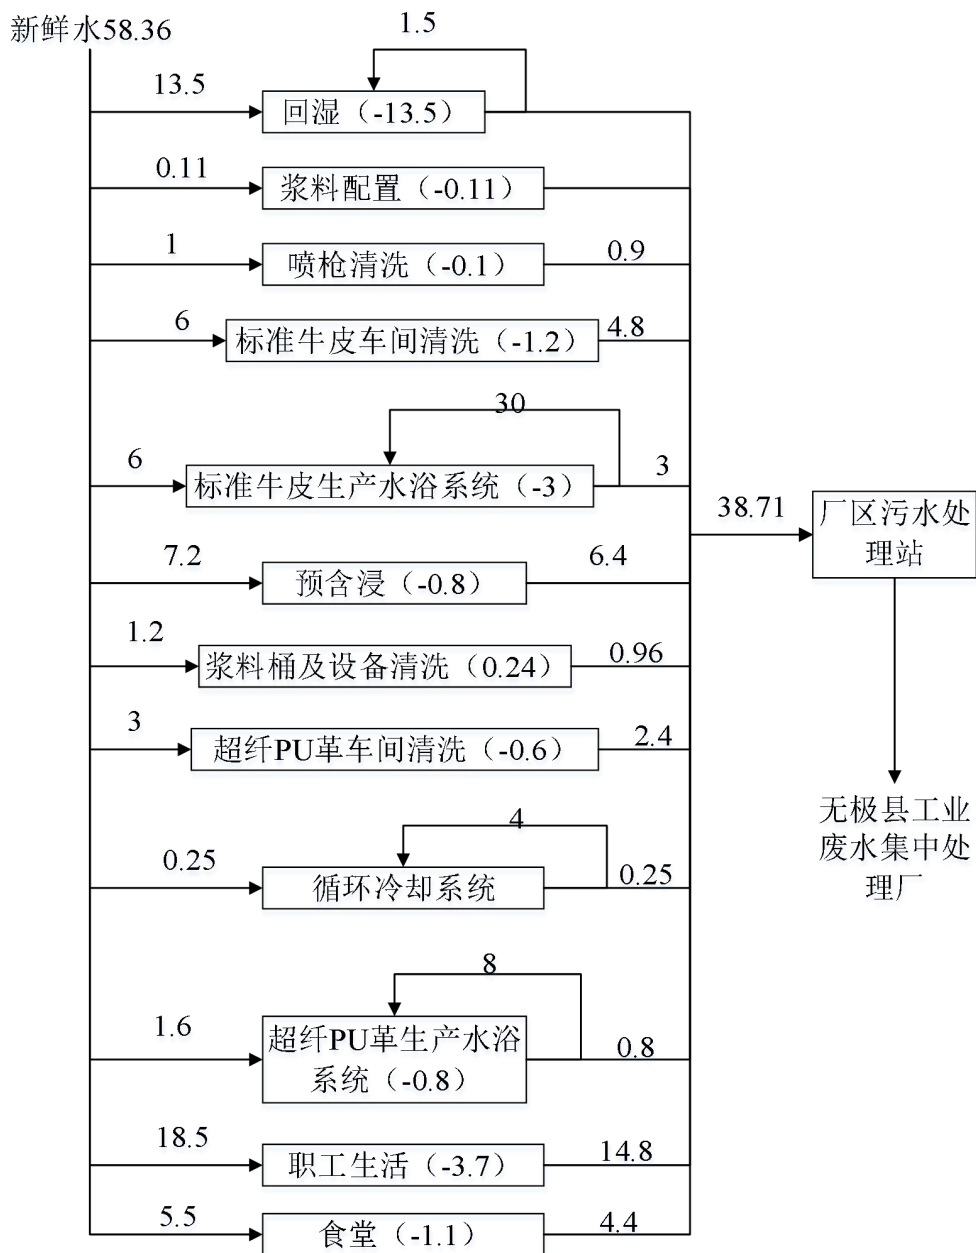 新鲜水58.36
1.5
13.5
回湿（-13.5）
0.11
浆料配置（-0.11）
1
喷枪清洗（-0.1）
0.9
6
标准牛皮车间清洗（-1.2）
4.8
30
6
标准牛皮生产水浴系统（-3）
3
38.71
厂区污水处
理站
7.2
预含浸（-0.8）
6.4
1.2
浆料桶及设备清洗（0.24）
0.96
3
超纤PU革车间清洗（-0.6）
2.4
无极县工业
废水集中处
理厂
4
0.25
循环冷却系统
0.25
8
1.6
超纤PU革生产水浴
系统（-0.8）
0.8
18.5
职工生活（-3.7）
14.8
5.5
食堂（-1.1）
4.4